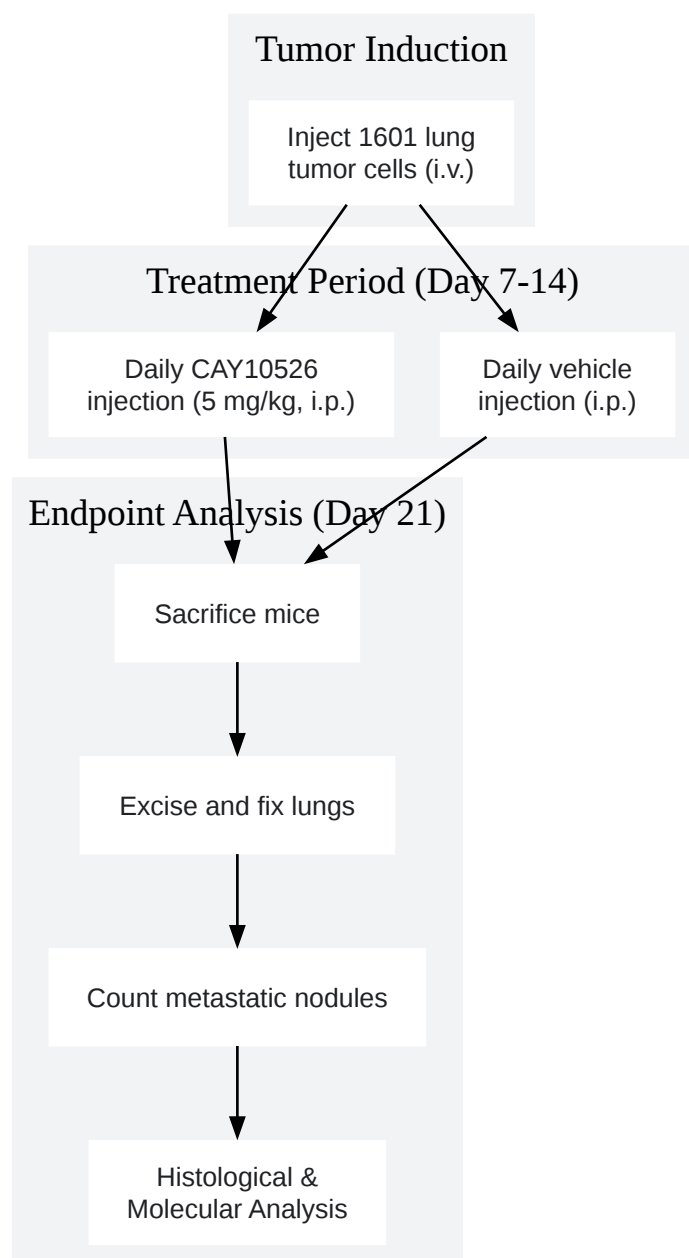 Tumor Induction
Inject 1601 lung
tumor cells (i.v.)
Treatment Period (Day 7-14)
Daily CAY10526
injection (5 mg/kg, i.p.)
Daily vehicle
injection (i.p.)
Endpoint Analysis (Day 21)
Sacrifice mice
Excise and fix lungs
Count metastatic nodules
Histological &
Molecular Analysis